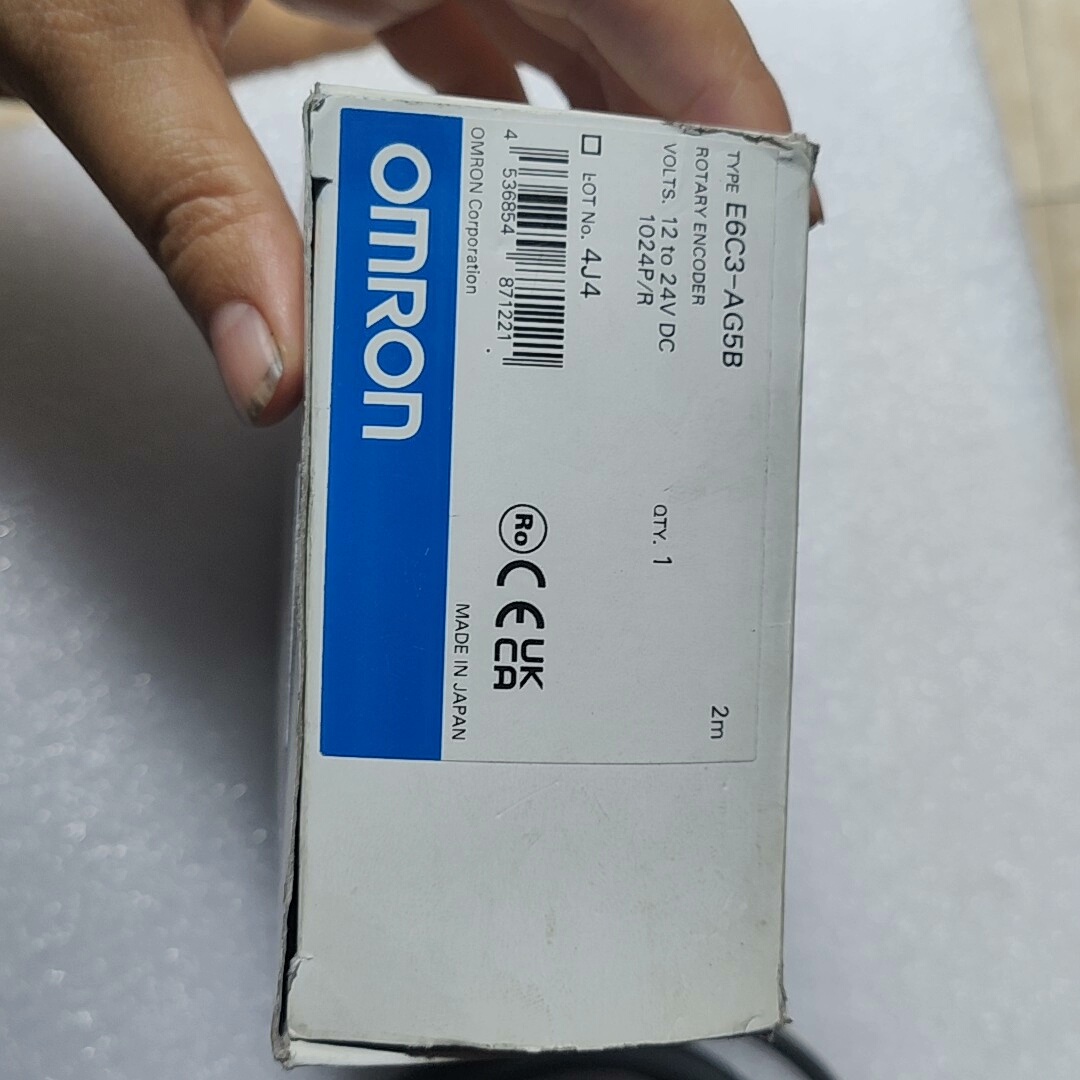 TYPE E6C3-AG5B 2m
ROTARY ENCODER
VOLTS. 12 to 24V DC QTY. 1
1024P/R
LOT No. 4J4
4 536854 871221
Ro CE UK CA
OMRON Corporation MADE IN JAPAN
OMRON